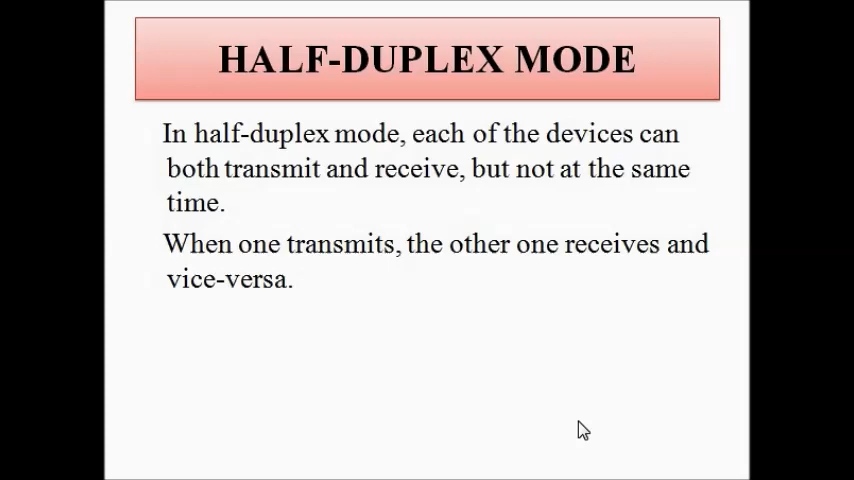 HALF-DUPLEX MODE
In half-duplex mode, each of the devices can
both transmit and receive, but not at the same
time.
When one transmits, the other one receives and
vice-versa.